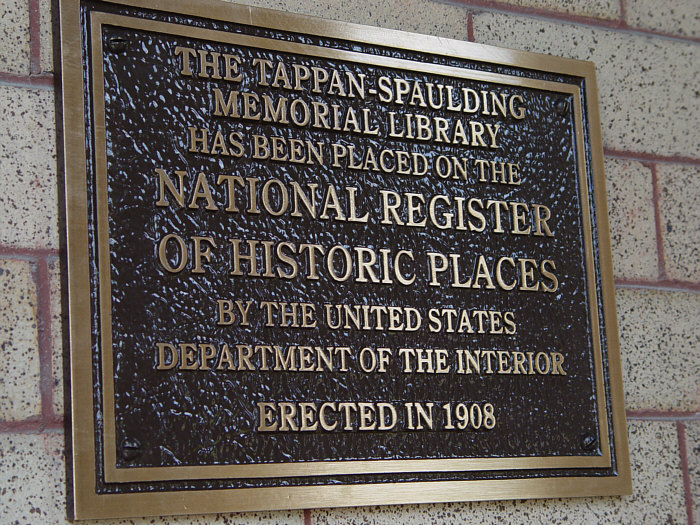 THE TAPPAN-SPAULDING
MEMORIAL LIBRARY
HAS BEEN PLACED ON THE
NATIONAL REGISTER
OF HISTORIC PLACES
BY THE UNITED STATES
DEPARTMENT OF THE INTERIOR
ERECTED IN 1908